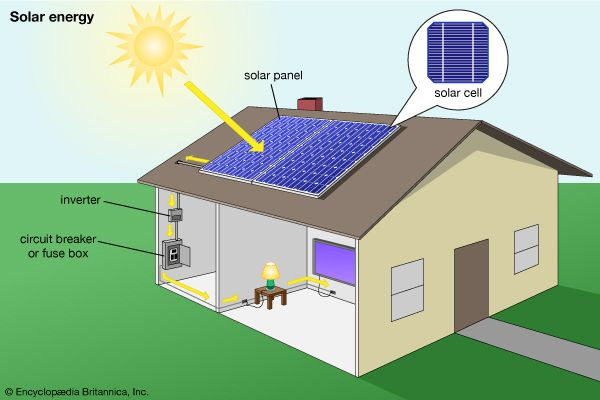 Solar energy
solar panel
solar cell
inverter
circuit breaker
or fuse box
© Encyclopædia Britannica, Inc.